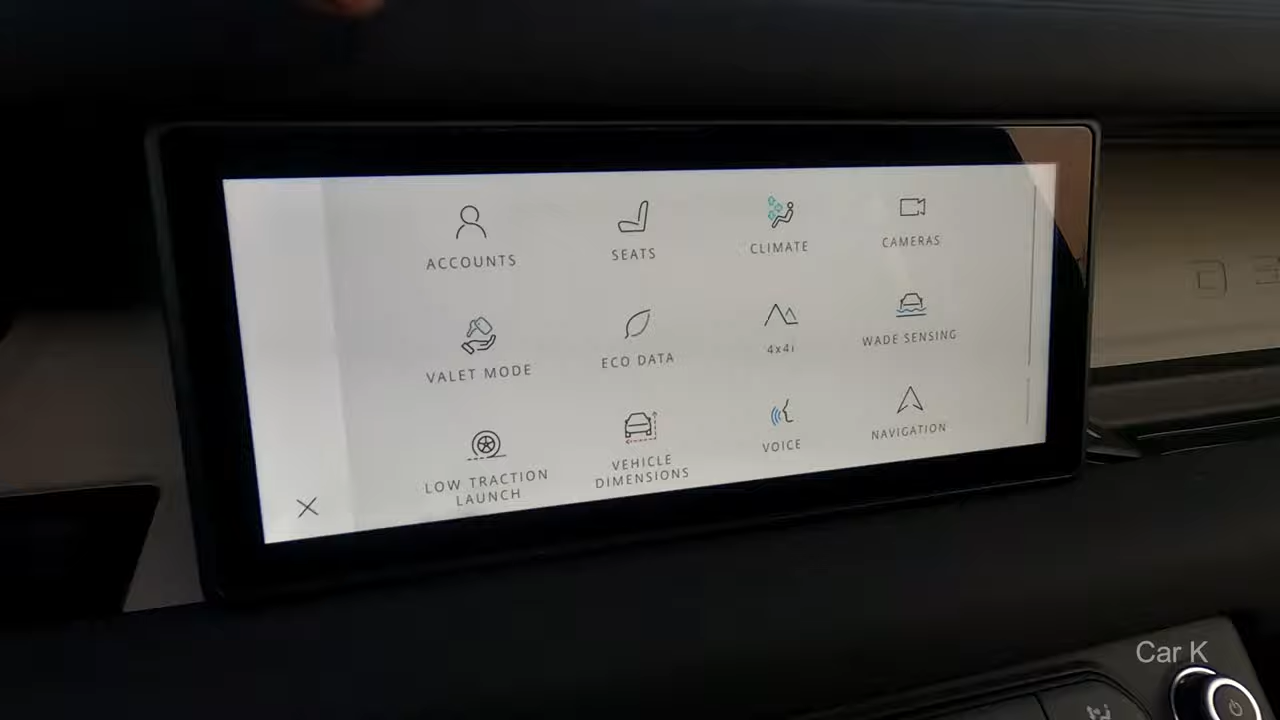 ACCOUNTS
SEATS
CLIMATE
CAMERAS
VALET MODE
ECO DATA
4x4i
WADE SENSING
LOW TRACTION
LAUNCH
VEHICLE
DIMENSIONS
VOICE
NAVIGATION
Car K